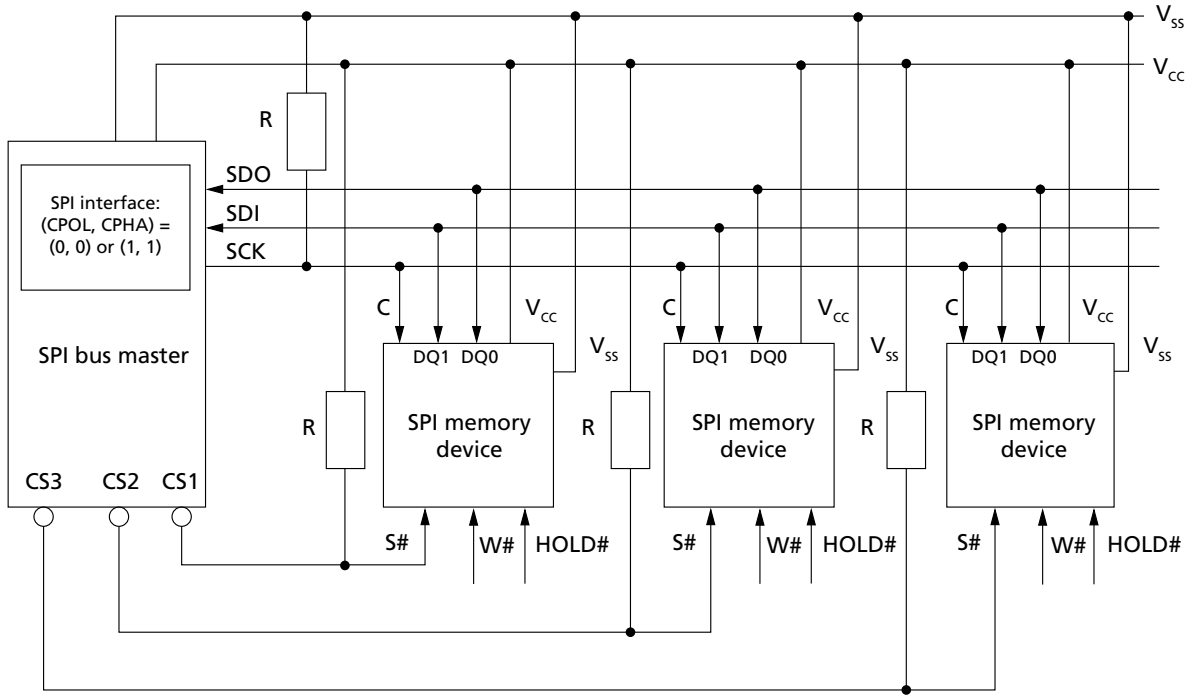 V_SS
V_CC
R
SDO
SDI
SCK
SPI interface:
(CPOL, CPHA) =
(0, 0) or (1, 1)
SPI bus master
CS3 CS2 CS1
R
C
V_CC
V_SS
DQ1 DQ0
SPI memory
device
S# W# HOLD#
R
C
V_CC
V_SS
DQ1 DQ0
SPI memory
device
S# W# HOLD#
R
C
V_CC
V_SS
DQ1 DQ0
SPI memory
device
S# W# HOLD#